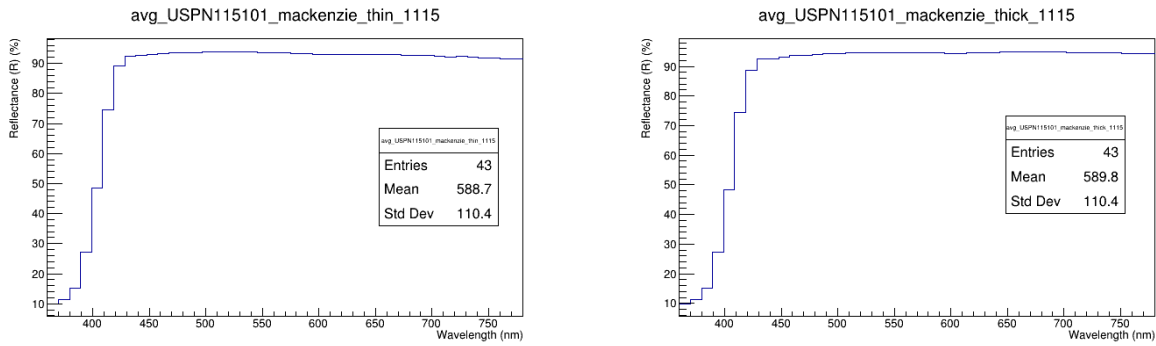 avg_USPN115101_mackenzie_thin_1115
Reflectance (R) (%)
90
80
70
60
50
40
30
20
10
400 450 500 550 600 650 700 750
Wavelength (nm)
avg_USPN115101_mackenzie_thin_1115
Entries 43
Mean 588.7
Std Dev 110.4
avg_USPN115101_mackenzie_thick_1115
Reflectance (R) (%)
90
80
70
60
50
40
30
20
10
400 450 500 550 600 650 700 750
Wavelength (nm)
avg_USPN115101_mackenzie_thick_1115
Entries 43
Mean 589.8
Std Dev 110.4